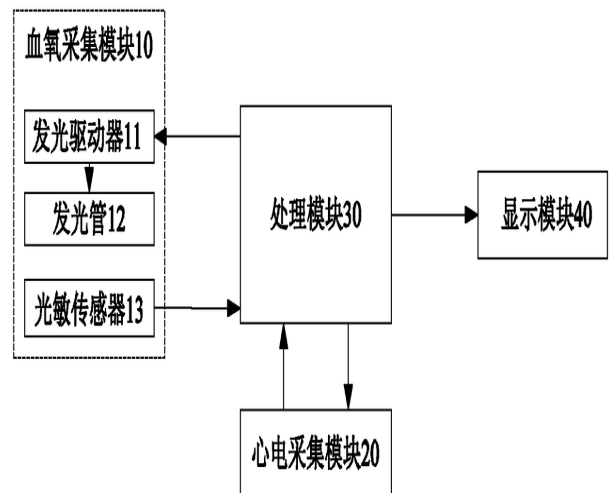 血氧采集模块10
发光驱动器11
发光管12
光敏传感器13
处理模块30
显示模块40
心电采集模块20